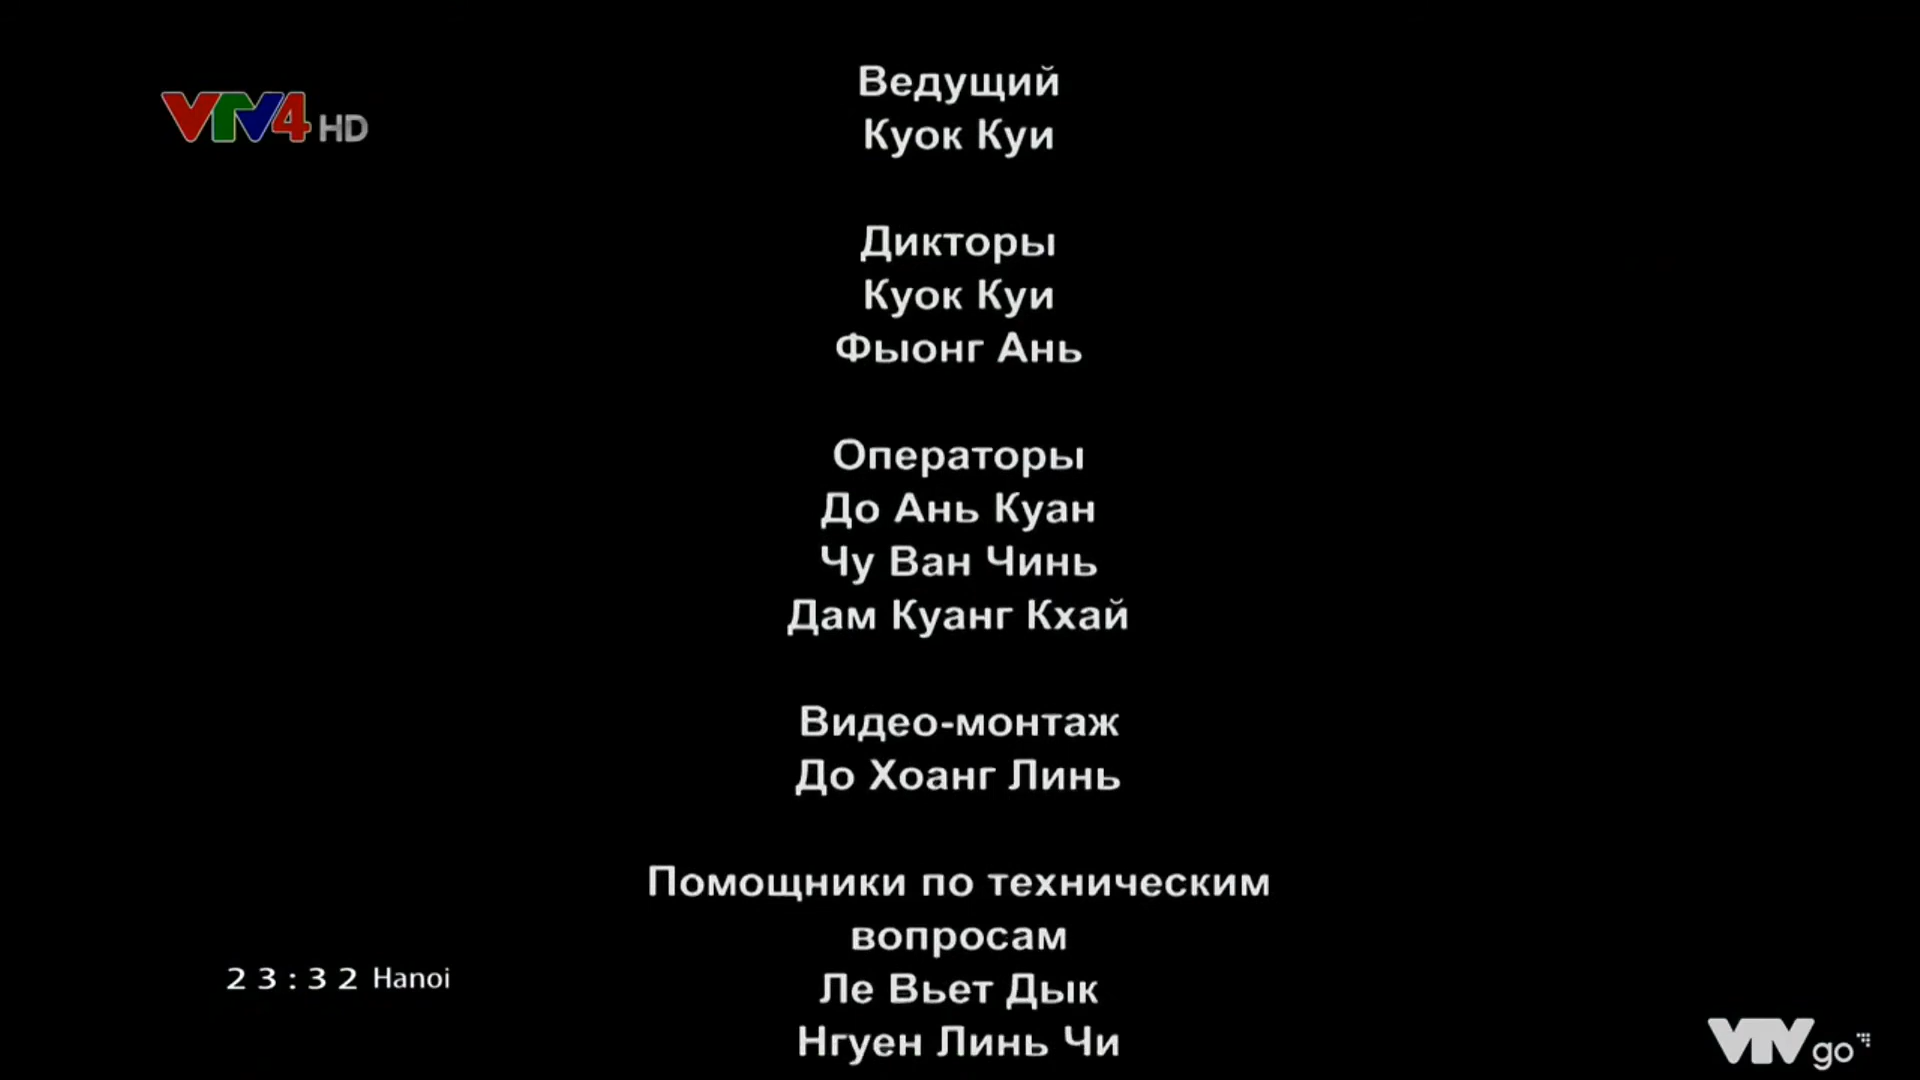 VTV4 HD
Ведущий
Куок Куи
Дикторы
Куок Куи
Фыонг Ань
Операторы
До Ань Куан
Чу Ван Чинь
Дам Куанг Кхай
Видео-монтаж
До Хоанг Линь
Помощники по техническим
вопросам
Ле Вьет Дык
Нгуен Линь Чи
23:32 Hanoi
VTVgo